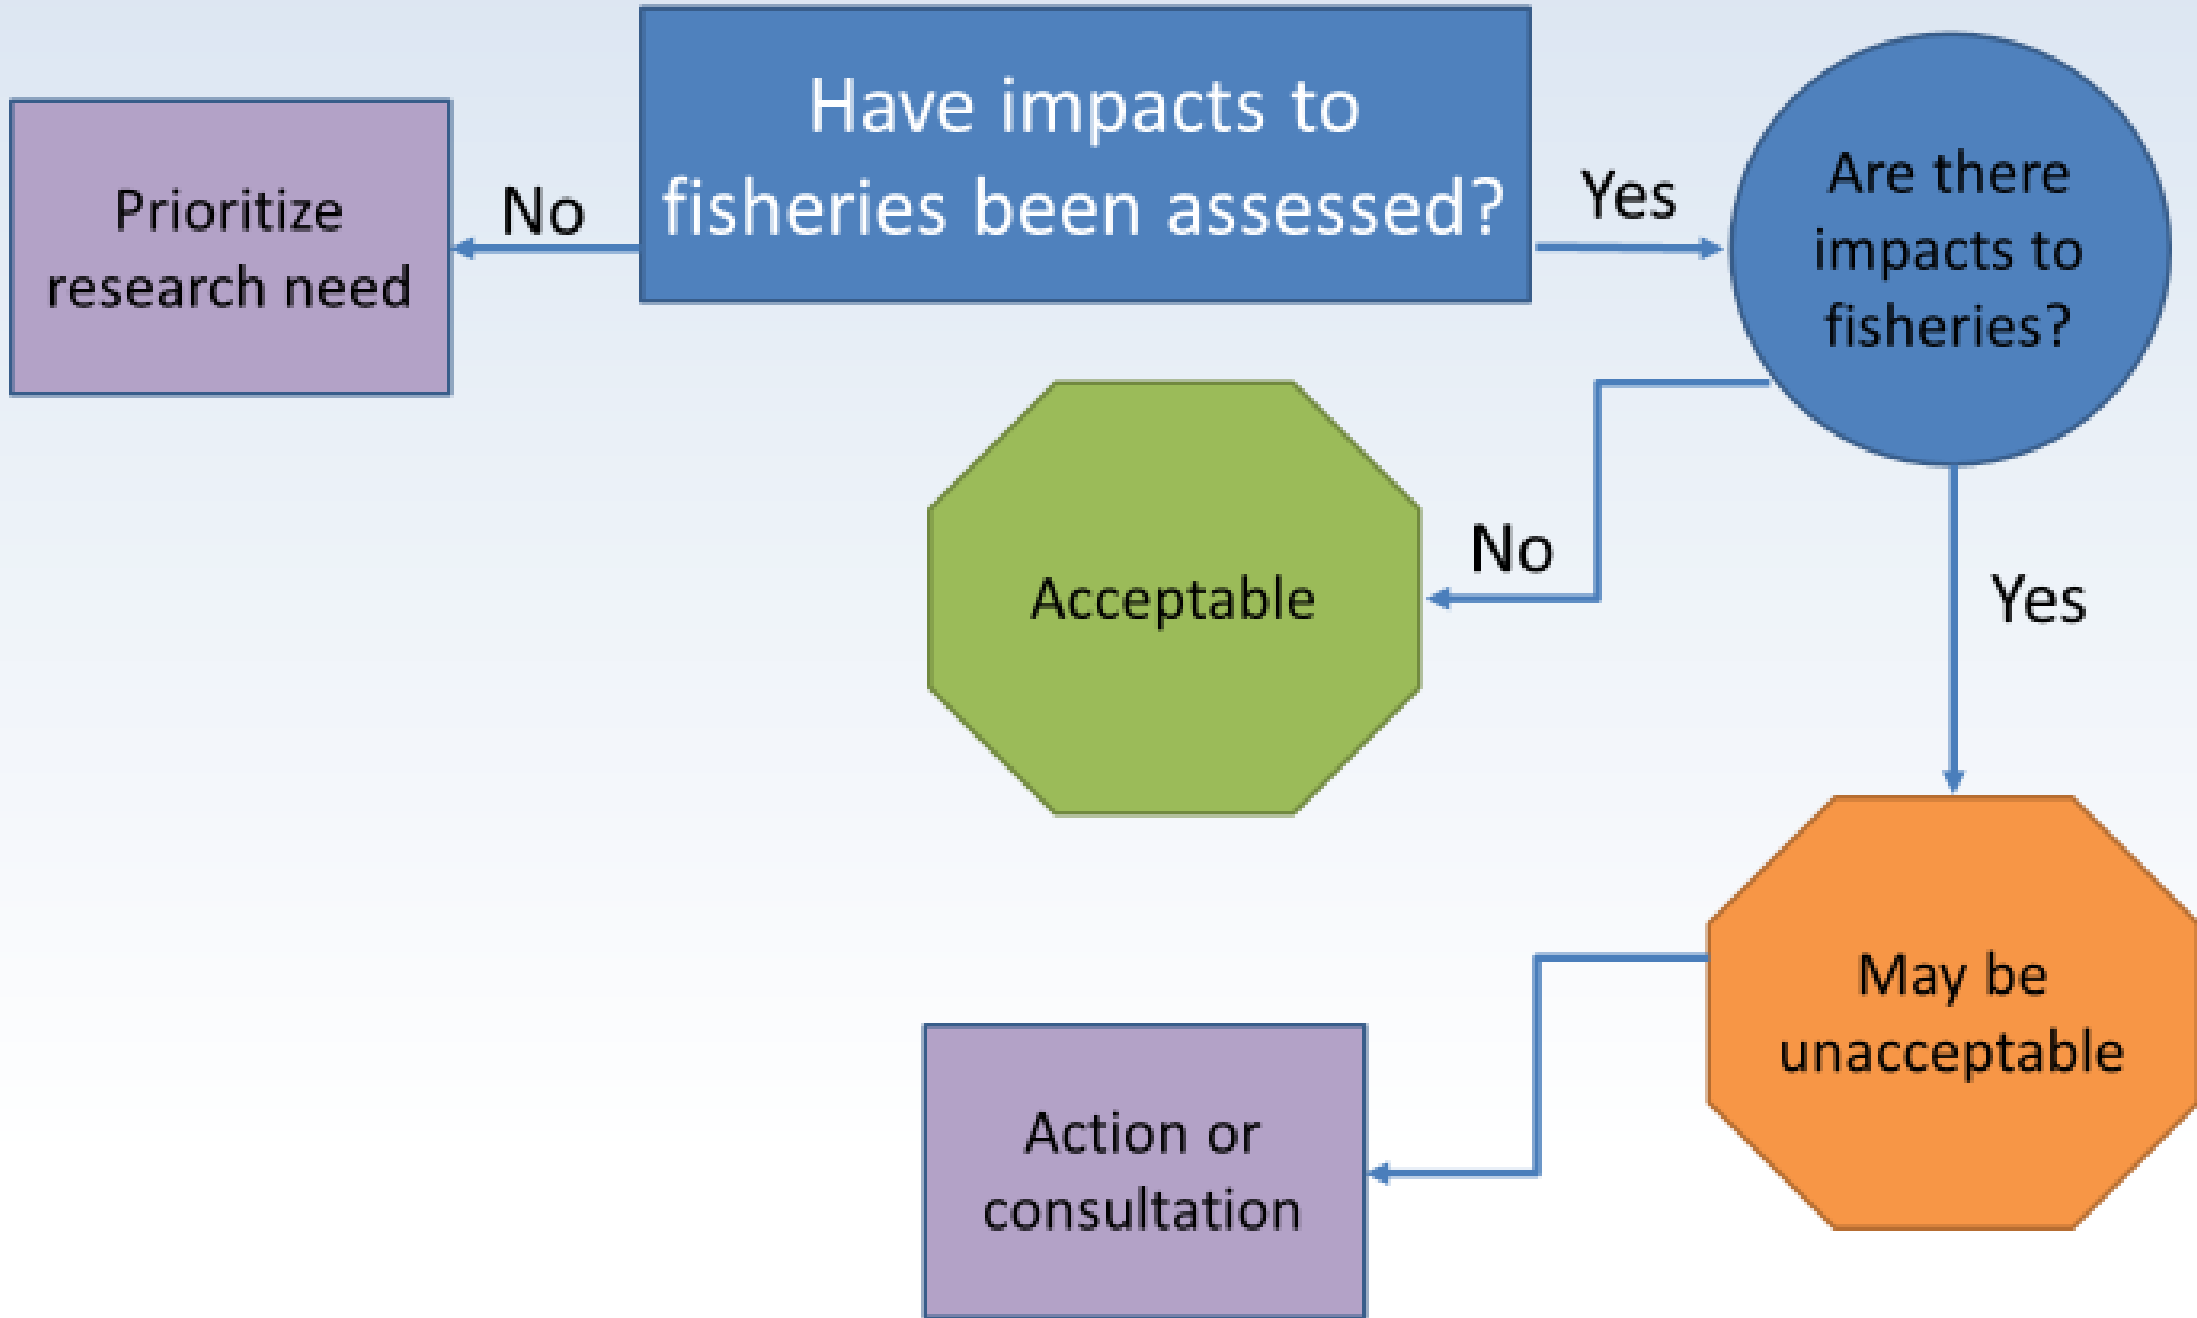 Have impacts to
fisheries been assessed?
No
Prioritize
research need
Yes
Are there
impacts to
fisheries?
No
Acceptable
Yes
May be
unacceptable
Action or
consultation